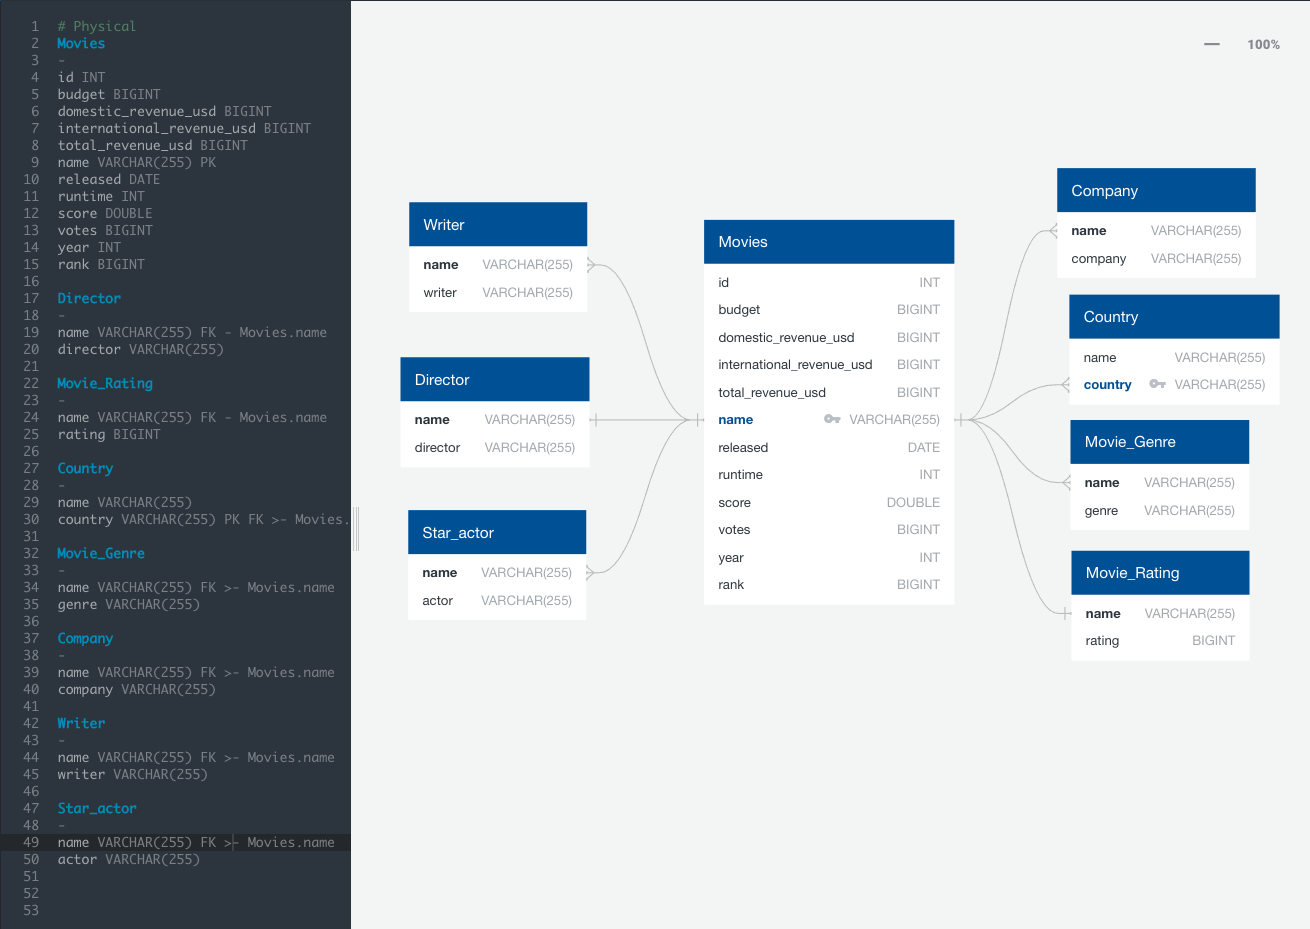 1 # Physical
2 Movies
3 -
4 id INT
5 budget BIGINT
6 domestic_revenue_usd BIGINT
7 international_revenue_usd BIGINT
8 total_revenue_usd BIGINT
9 name VARCHAR(255) PK
10 released DATE
11 runtime INT
12 score DOUBLE
13 votes BIGINT
14 year INT
15 rank BIGINT
16
17 Director
18 -
19 name VARCHAR(255) FK - Movies.name
20 director VARCHAR(255)
21
22 Movie_Rating
23 -
24 name VARCHAR(255) FK - Movies.name
25 rating BIGINT
26
27 Country
28 -
29 name VARCHAR(255)
30 country VARCHAR(255) PK FK >- Movies.
31
32 Movie_Genre
33 -
34 name VARCHAR(255) FK >- Movies.name
35 genre VARCHAR(255)
36
37 Company
38 -
39 name VARCHAR(255) FK >- Movies.name
40 company VARCHAR(255)
41
42 Writer
43 -
44 name VARCHAR(255) FK >- Movies.name
45 writer VARCHAR(255)
46
47 Star_actor
48 -
49 name VARCHAR(255) FK >- Movies.name
50 actor VARCHAR(255)
51
52
53
100%
Writer
name VARCHAR(255)
writer VARCHAR(255)
Director
name VARCHAR(255)
director VARCHAR(255)
Star_actor
name VARCHAR(255)
actor VARCHAR(255)
Movies
id INT
budget BIGINT
domestic_revenue_usd BIGINT
international_revenue_usd BIGINT
total_revenue_usd BIGINT
name VARCHAR(255)
released DATE
runtime INT
score DOUBLE
votes BIGINT
year INT
rank BIGINT
Company
name VARCHAR(255)
company VARCHAR(255)
Country
name VARCHAR(255)
country VARCHAR(255)
Movie_Genre
name VARCHAR(255)
genre VARCHAR(255)
Movie_Rating
name VARCHAR(255)
rating BIGINT